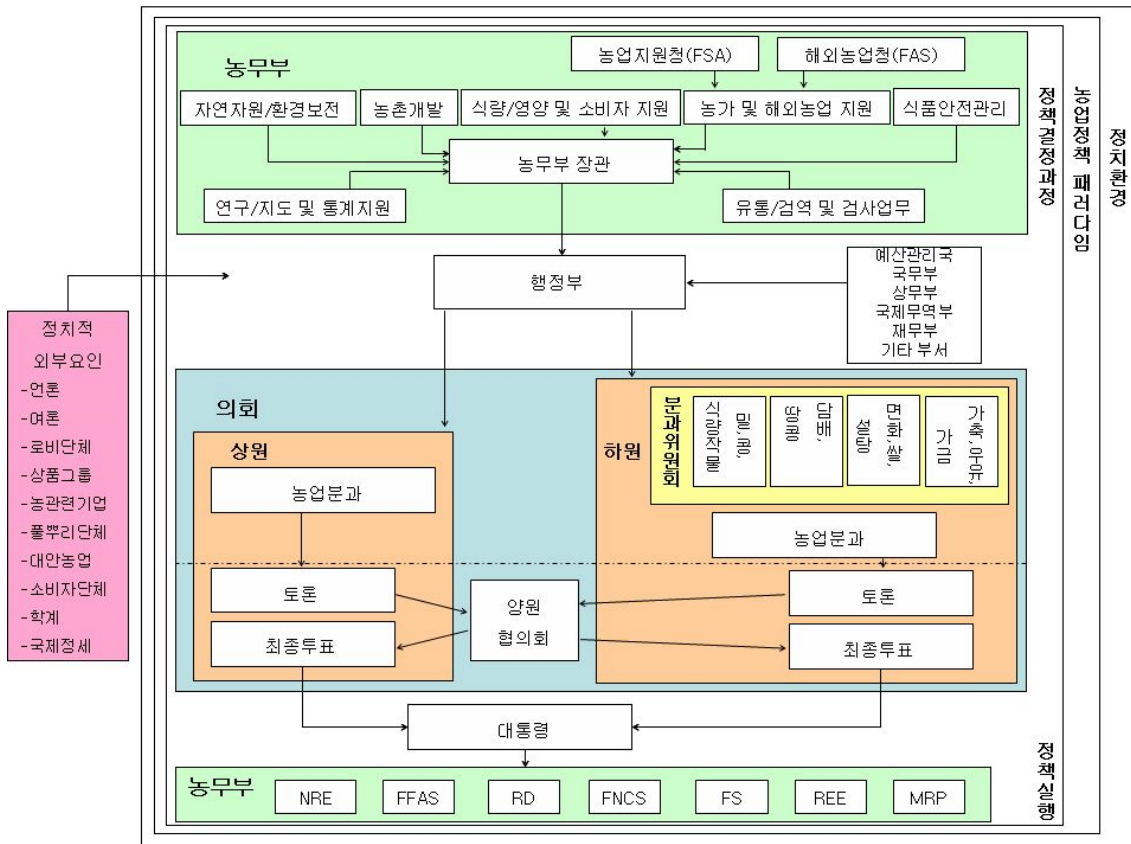 농무부
농업지원청(FSA)
해외농업청(FAS)
자연자원/환경보전
농촌개발
식량/영양 및 소비자 지원
농가 및 해외농업 지원
식품안전관리
농무부 장관
연구/지도 및 통계지원
유통/검역 및 검사업무
정책결정과정
농업정책 패러다임
정치환경
행정부
예산관리국
국무부
상무부
국제무역부
재무부
기타 부서
정치적
외부요인
-언론
-여론
-로비단체
-상품그룹
-농관련기업
-풀뿌리단체
-대안농업
-소비자단체
-학계
-국제정세
의회
상원
농업분과
토론
최종투표
양원
협의회
하원
분과위원회
밀,콩,
식량작물
담배,
땅콩
면화,쌀,
설탕
가축,우유,
가금
농업분과
토론
최종투표
대통령
정책실행
농무부
NRE
FFAS
RD
FNCS
FS
REE
MRP